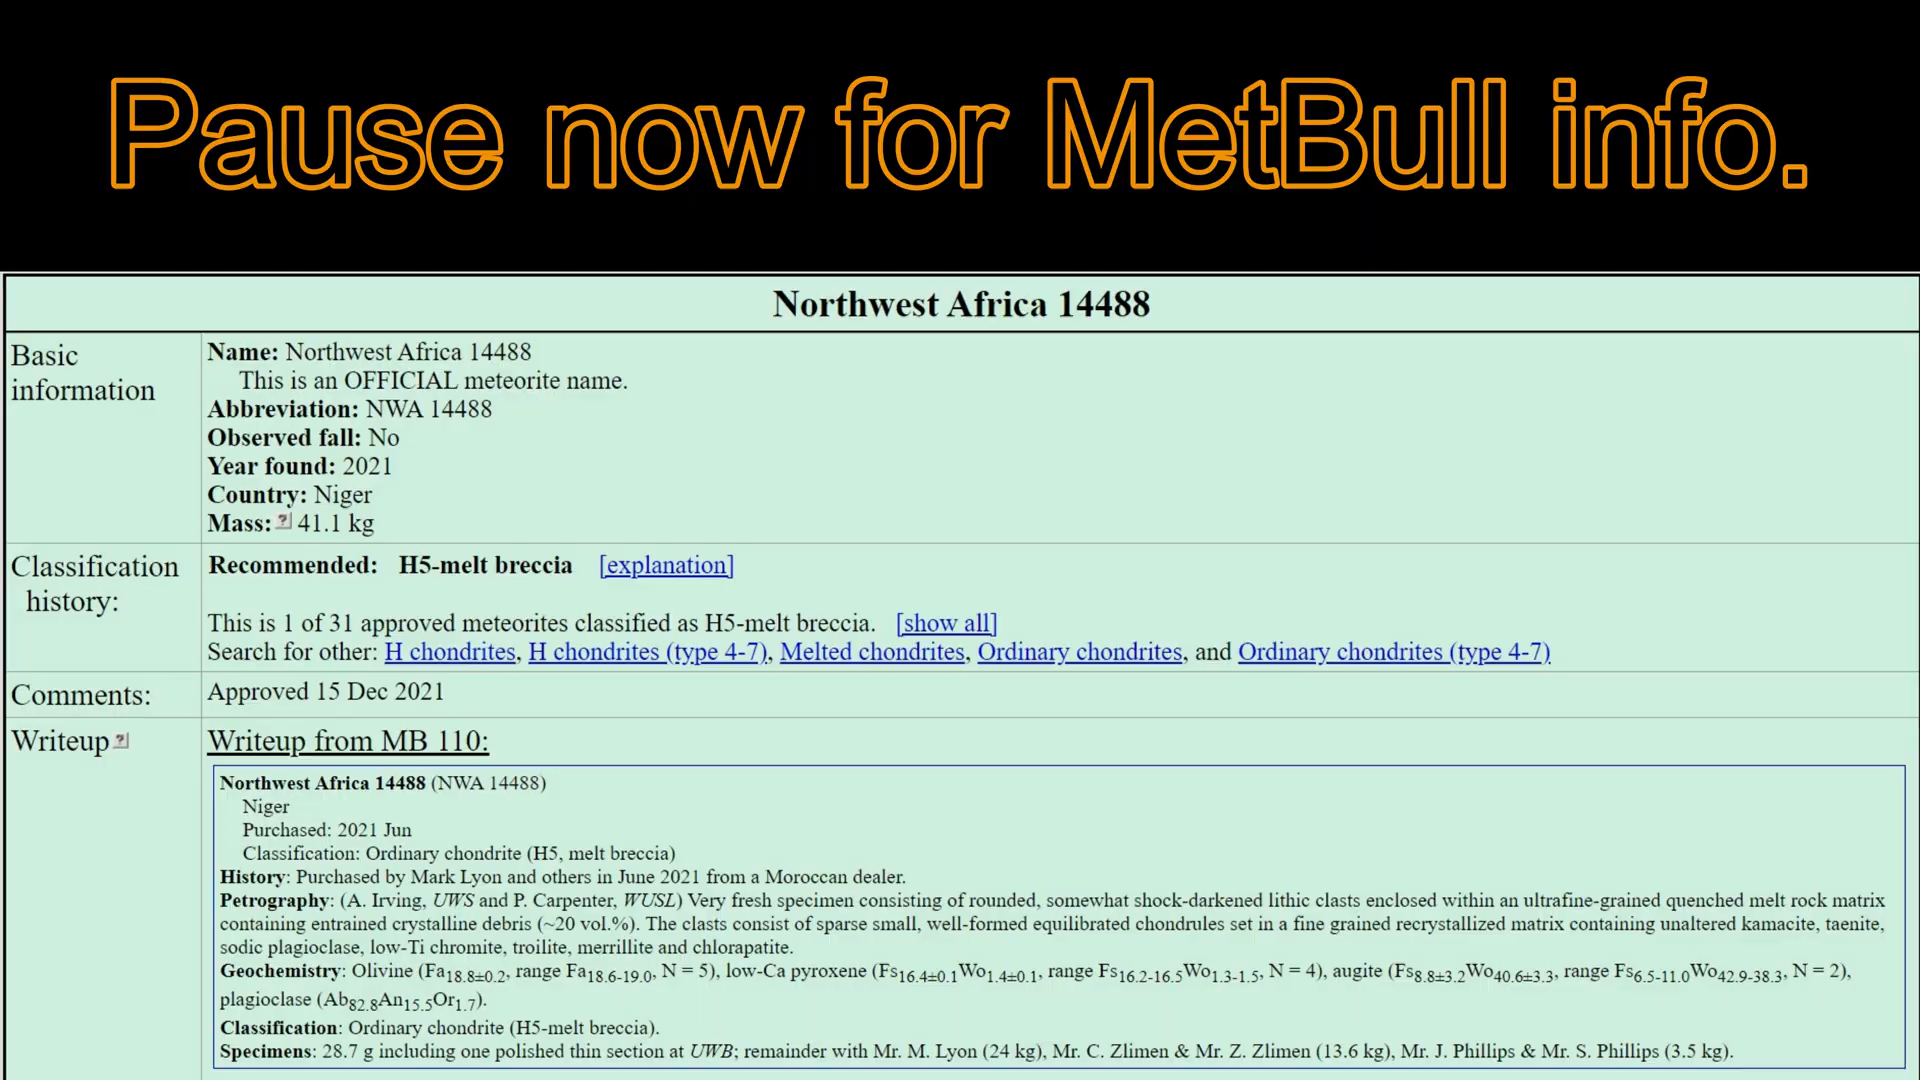 Pause now for MetBull info.
Northwest Africa 14488
Basic information
Name: Northwest Africa 14488
This is an OFFICIAL meteorite name.
Abbreviation: NWA 14488
Observed fall: No
Year found: 2021
Country: Niger
Mass: ? 41.1 kg
Classification history:
Recommended: H5-melt breccia [explanation]
This is 1 of 31 approved meteorites classified as H5-melt breccia. [show all]
Search for other: H chondrites, H chondrites (type 4-7), Melted chondrites, Ordinary chondrites, and Ordinary chondrites (type 4-7)
Comments:
Approved 15 Dec 2021
Writeup ?
Writeup from MB 110:
Northwest Africa 14488 (NWA 14488)
Niger
Purchased: 2021 Jun
Classification: Ordinary chondrite (H5, melt breccia)
History: Purchased by Mark Lyon and others in June 2021 from a Moroccan dealer.
Petrography: (A. Irving, UWS and P. Carpenter, WUSL) Very fresh specimen consisting of rounded, somewhat shock-darkened lithic clasts enclosed within an ultrafine-grained quenched melt rock matrix
containing entrained crystalline debris (~20 vol.%). The clasts consist of sparse small, well-formed equilibrated chondrules set in a fine grained recrystallized matrix containing unaltered kamacite, taenite,
sodic plagioclase, low-Ti chromite, troilite, merrillite and chlorapatite.
Geochemistry: Olivine (Fa18.8±0.2, range Fa18.6-19.0, N = 5), low-Ca pyroxene (Fs16.4±0.1Wo1.4±0.1, range Fs16.2-16.5Wo1.3-1.5, N = 4), augite (Fs8.8±3.2Wo40.6±3.3, range Fs6.5-11.0Wo42.9-38.3, N = 2),
plagioclase (Ab82.8An15.5Or1.7).
Classification: Ordinary chondrite (H5-melt breccia).
Specimens: 28.7 g including one polished thin section at UWB; remainder with Mr. M. Lyon (24 kg), Mr. C. Zlimen & Mr. Z. Zlimen (13.6 kg), Mr. J. Phillips & Mr. S. Phillips (3.5 kg).